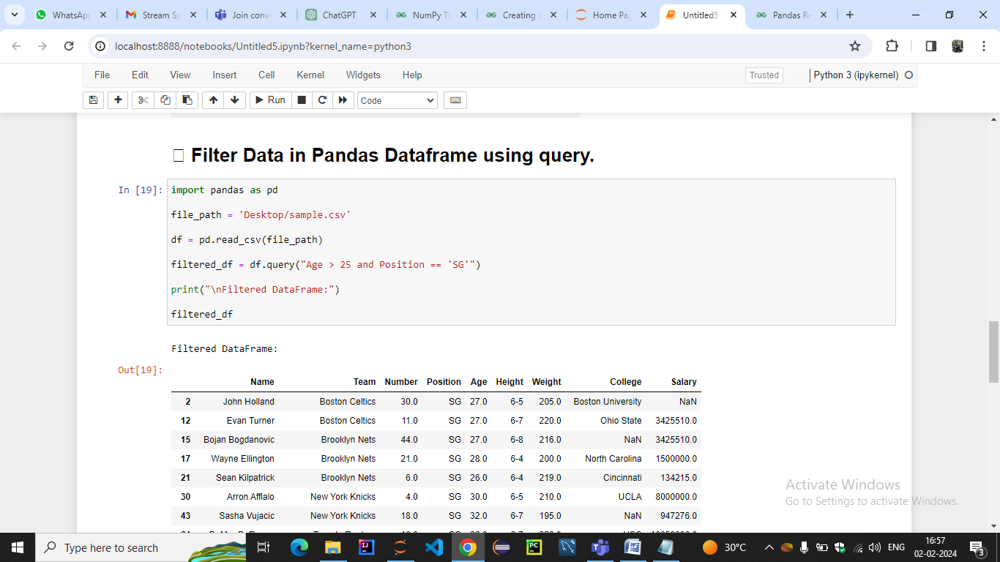 WhatsApp
Gmail Stream Sp
Join conv
ChatGPT
NumPy Tu
Creating a
Home Pag
Untitled5
Pandas Re
localhost:8888/notebooks/Untitled5.ipynb?kernel_name=python3
File Edit View Insert Cell Kernel Widgets Help Trusted Python 3 (ipykernel)
Run Code
Filter Data in Pandas Dataframe using query.
In [19]: import pandas as pd
file_path = 'Desktop/sample.csv'
df = pd.read_csv(file_path)
filtered_df = df.query("Age > 25 and Position == 'SG'")
print("\nFiltered DataFrame:")
filtered_df
Filtered DataFrame:
Out[19]:
Name Team Number Position Age Height Weight College Salary
2 John Holland Boston Celtics 30.0 SG 27.0 6-5 205.0 Boston University NaN
12 Evan Turner Boston Celtics 11.0 SG 27.0 6-7 220.0 Ohio State 3425510.0
15 Bojan Bogdanovic Brooklyn Nets 44.0 SG 27.0 6-8 216.0 NaN 3425510.0
17 Wayne Ellington Brooklyn Nets 21.0 SG 28.0 6-4 200.0 North Carolina 1500000.0
21 Sean Kilpatrick Brooklyn Nets 6.0 SG 26.0 6-4 219.0 Cincinnati 134215.0
30 Arron Afflalo New York Knicks 4.0 SG 30.0 6-5 210.0 UCLA 8000000.0
43 Sasha Vujacic New York Knicks 18.0 SG 32.0 6-7 195.0 NaN 947276.0
Activate Windows
Go to Settings to activate Windows.
Type here to search
30°C
ENG
16:57
02-02-2024
3